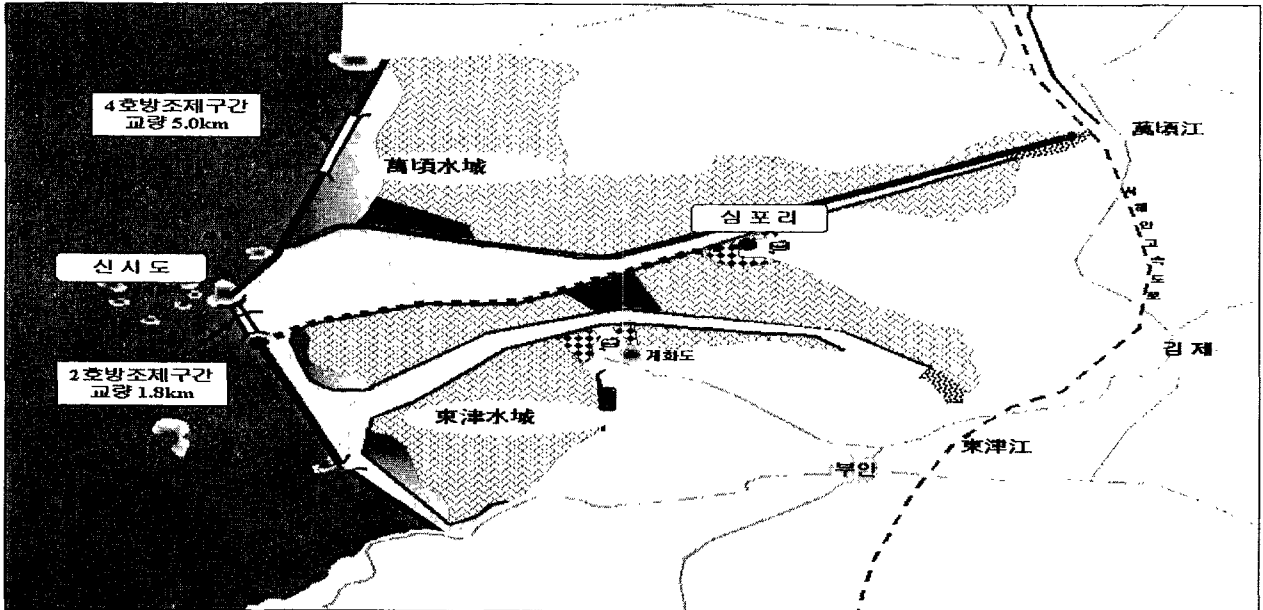 4호방조제구간
교량 5.0km
萬頃江
萬頃水域
심포리
서해안고속도로
신시도
김제
계화도
2호방조제구간
교량 1.8km
東津水域
東津江
부안